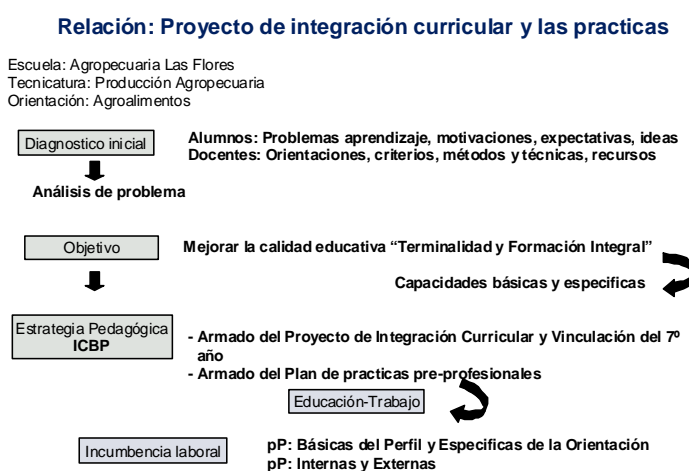 Relación: Proyecto de integración curricular y las practicas
Escuela: Agropecuaria Las Flores
Tecnicatura: Producción Agropecuaria
Orientación: Agroalimentos
Diagnostico inicial
Alumnos: Problemas aprendizaje, motivaciones, expectativas, ideas
Docentes: Orientaciones, criterios, métodos y técnicas, recursos
Análisis de problema
Objetivo
Mejorar la calidad educativa “Terminalidad y Formación Integral”
Capacidades básicas y especificas
Estrategia Pedagógica
ICBP
- Armado del Proyecto de Integración Curricular y Vinculación del 7º
año
- Armado del Plan de practicas pre-profesionales
Educación-Trabajo
Incumbencia laboral
pP: Básicas del Perfil y Especificas de la Orientación
pP: Internas y Externas